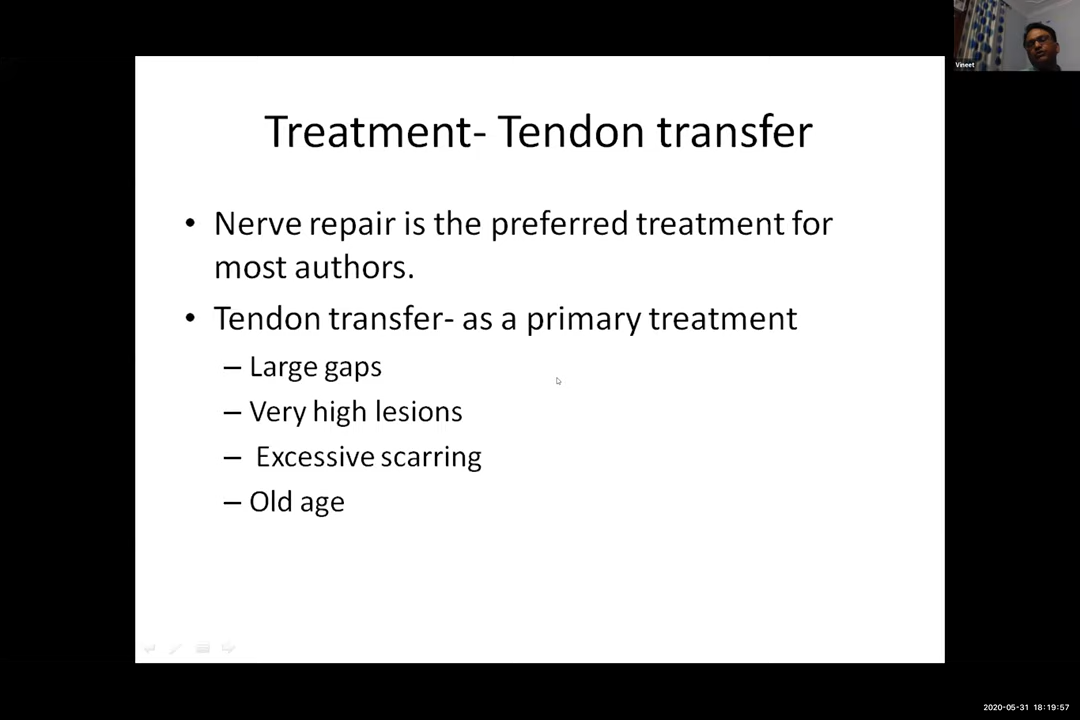 Vineet
Treatment- Tendon transfer
• Nerve repair is the preferred treatment for
most authors.
• Tendon transfer- as a primary treatment
– Large gaps
– Very high lesions
– Excessive scarring
– Old age
2020-05-31 18:19:57